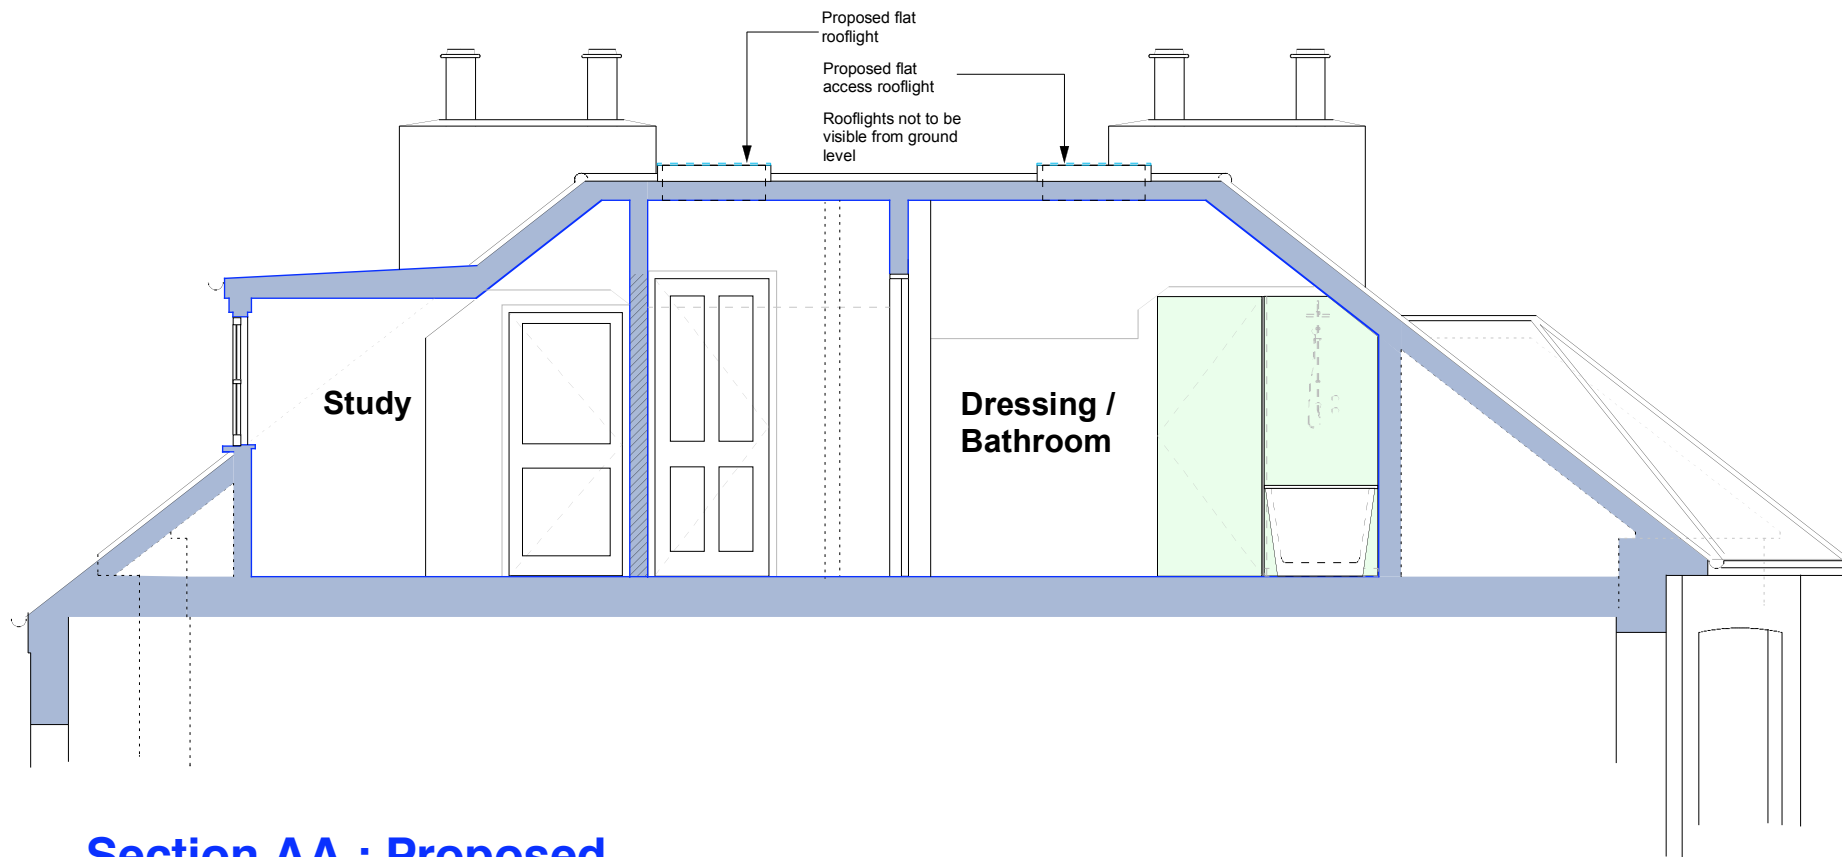 Proposed flat
rooflight
Proposed flat
access rooflight
Rooflights not to be
visible from ground
level
Study
Dressing /
Bathroom
Section AA : Proposed